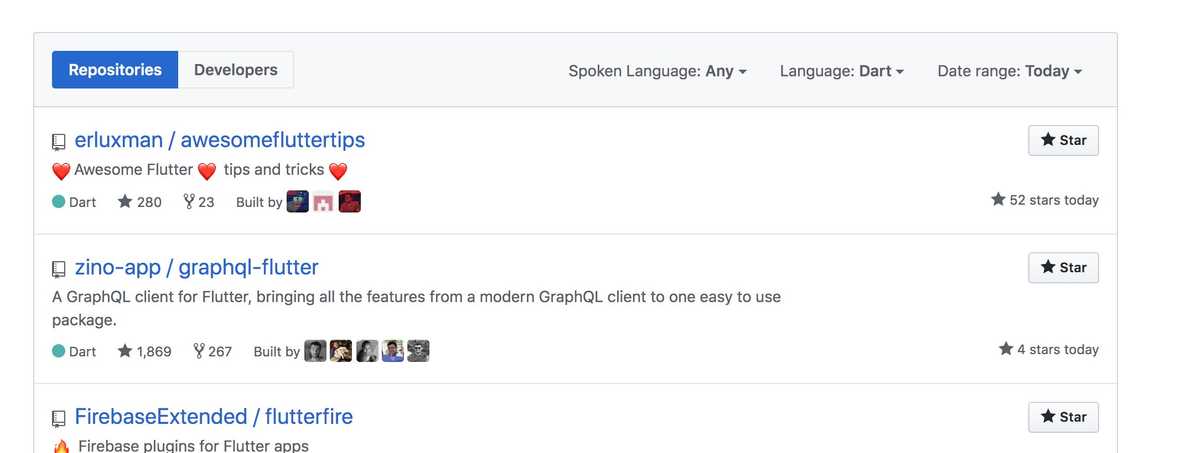 Repositories Developers Spoken Language: Any Language: Dart Date range: Today
erluxman / awesomefluttertips Star
❤️ Awesome Flutter ❤️ tips and tricks ❤️
Dart 280 23 Built by 52 stars today
zino-app / graphql-flutter Star
A GraphQL client for Flutter, bringing all the features from a modern GraphQL client to one easy to use
package.
Dart 1,869 267 Built by 4 stars today
FirebaseExtended / flutterfire Star
🔥 Firebase plugins for Flutter apps